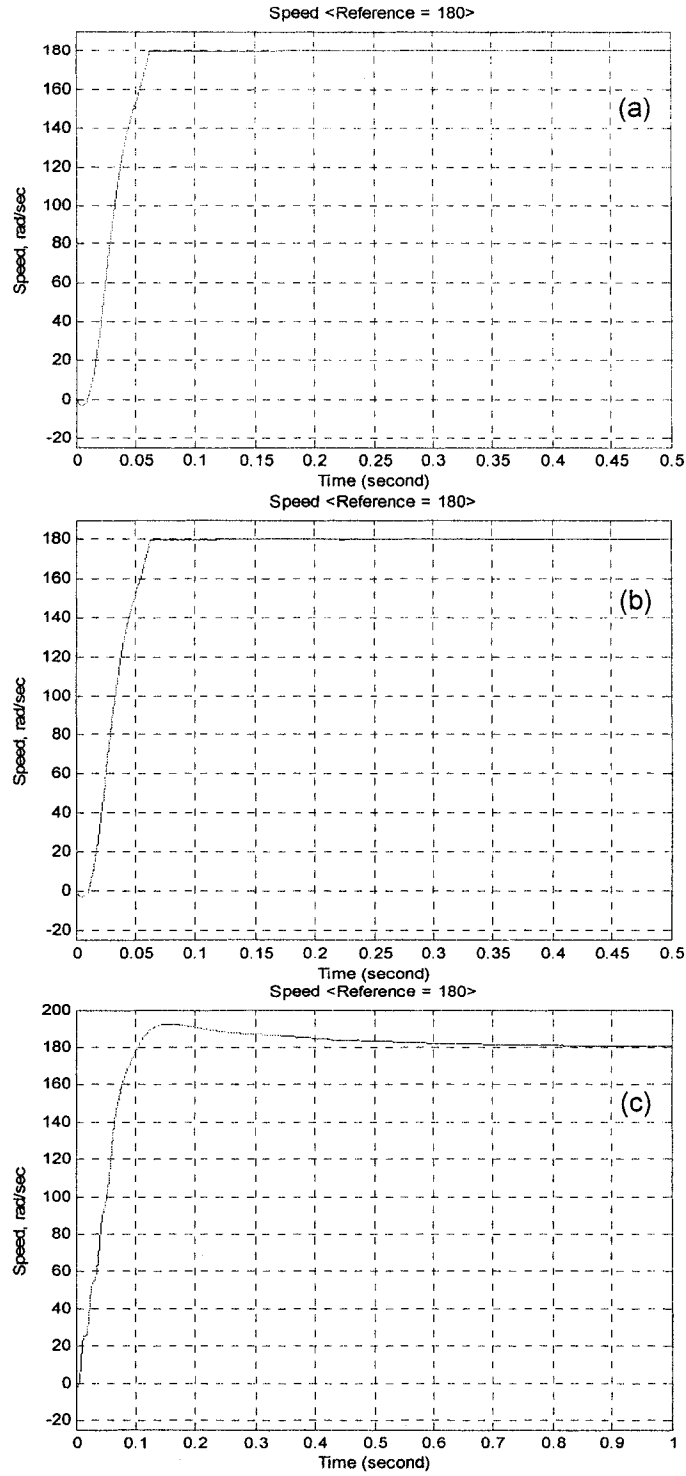 Speed <Reference = 180>
180
160
140
120
100
80
60
40
20
0
-20
Speed, rad/sec
(a)
0 0.05 0.1 0.15 0.2 0.25 0.3 0.35 0.4 0.45 0.5
Time (second)
Speed <Reference = 180>
180
160
140
120
100
80
60
40
20
0
-20
Speed, rad/sec
(b)
0 0.05 0.1 0.15 0.2 0.25 0.3 0.35 0.4 0.45 0.5
Time (second)
Speed <Reference = 180>
200
180
160
140
120
100
80
60
40
20
0
-20
Speed, rad/sec
(c)
0 0.1 0.2 0.3 0.4 0.5 0.6 0.7 0.8 0.9 1
Time (second)